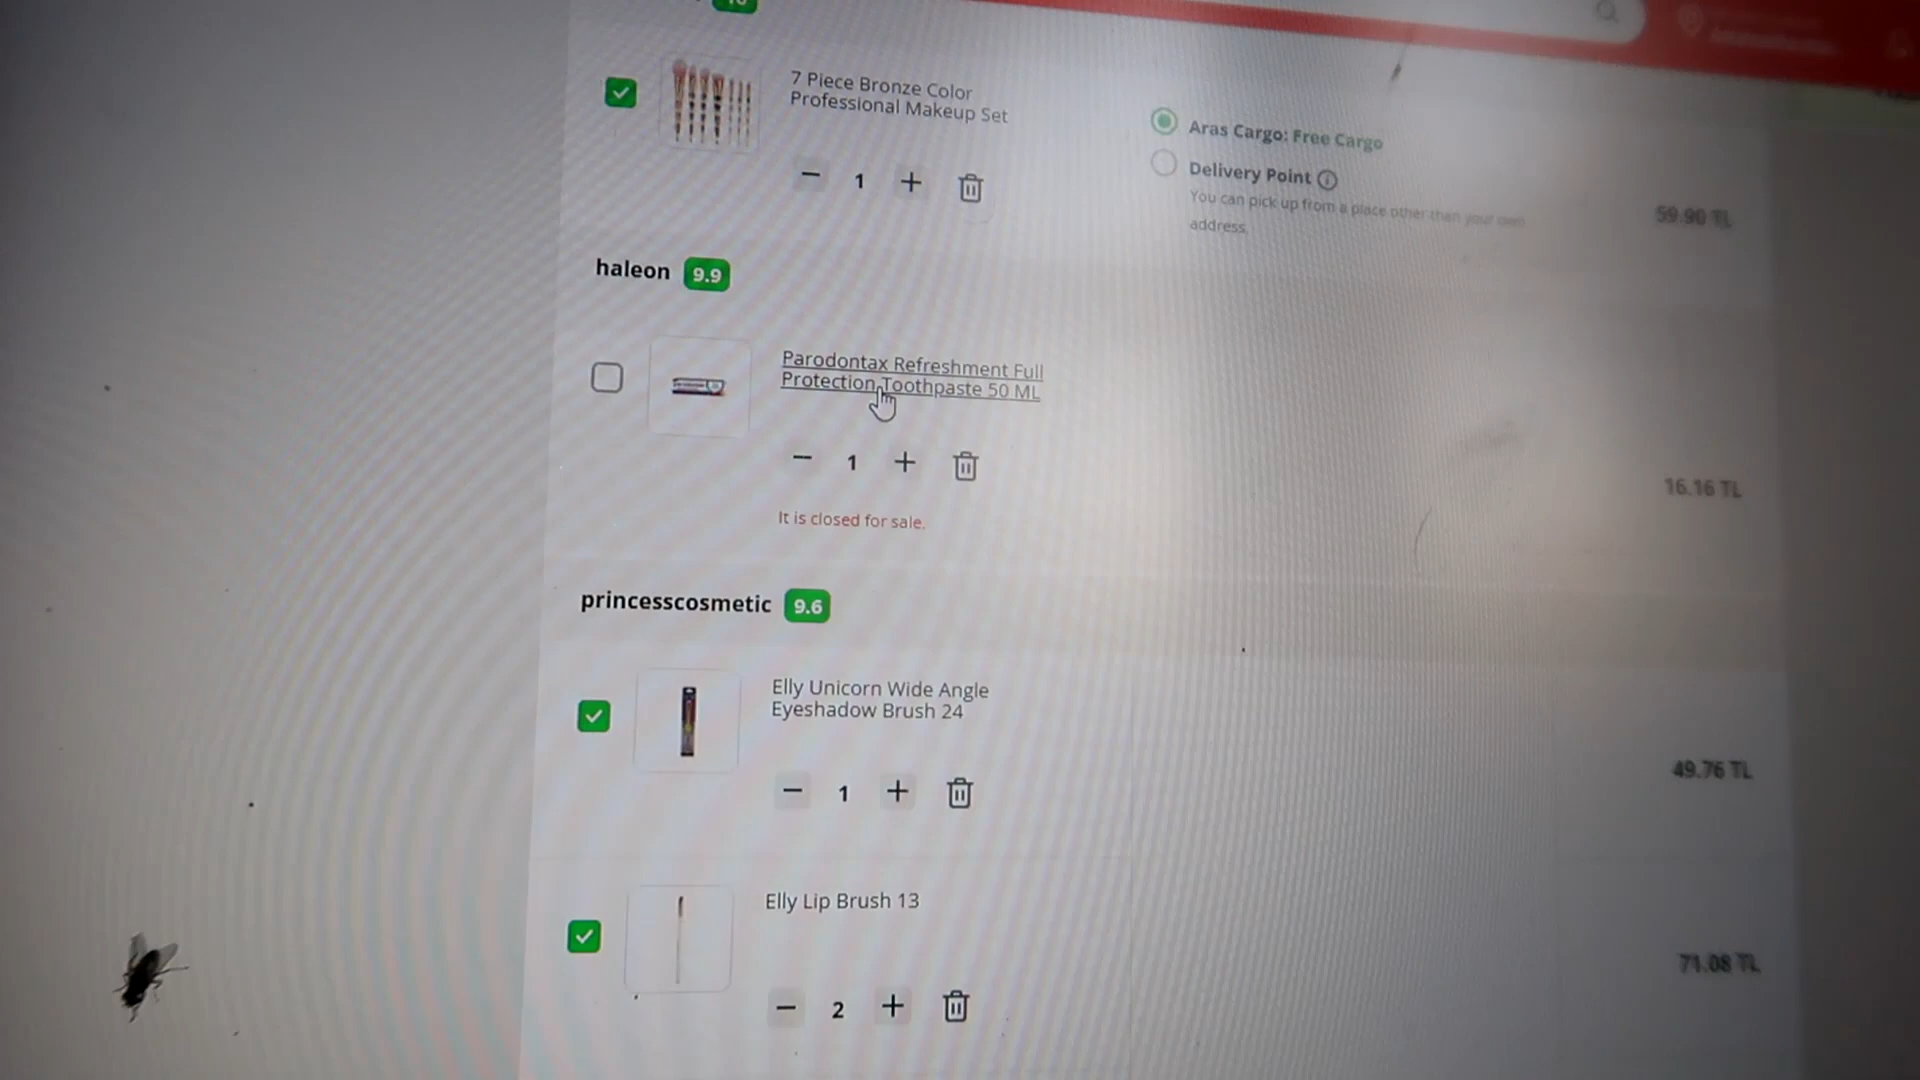 7 Piece Bronze Color
Professional Makeup Set
1
Aras Cargo: Free Cargo
Delivery Point
You can pick up from a place other than your own
address.
59.90 TL
haleon 9.9
Parodontax Refreshment Full
Protection Toothpaste 50 ML
1
16.16 TL
It is closed for sale.
princesscosmetic 9.6
Elly Unicorn Wide Angle
Eyeshadow Brush 24
1
49.76 TL
Elly Lip Brush 13
2
71.08 TL